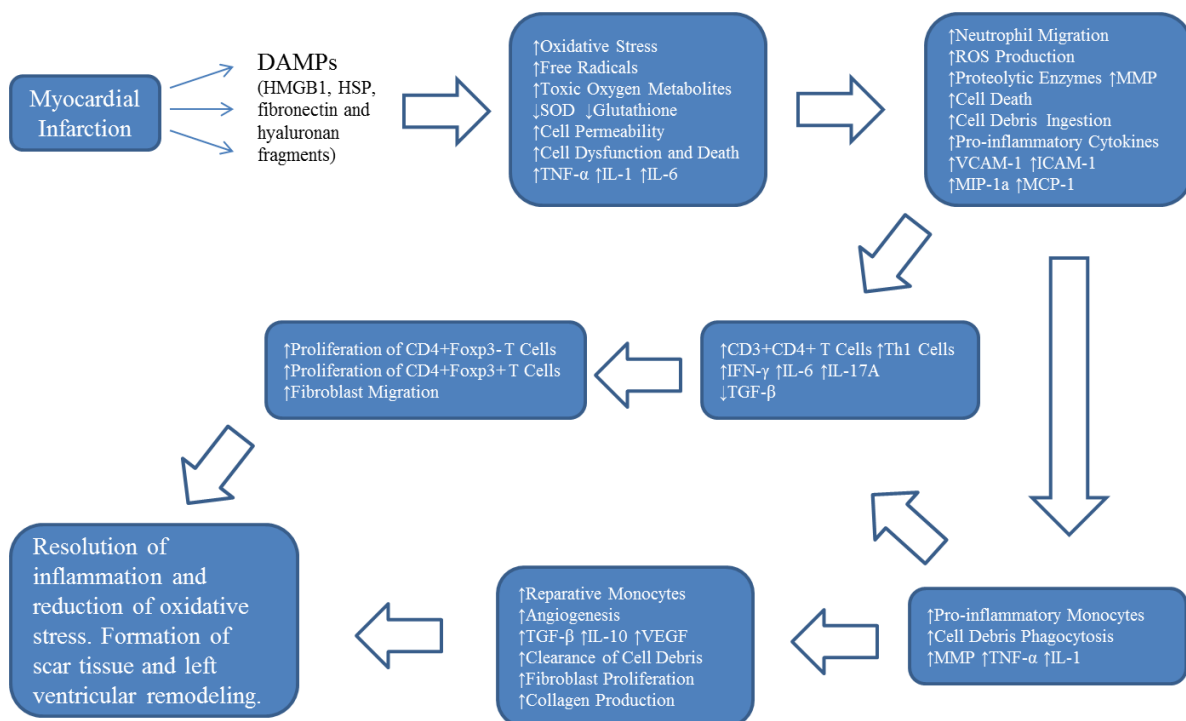 Myocardial
Infarction
DAMPs
(HMGB1, HSP,
fibronectin and
hyaluronan
fragments)
↑Oxidative Stress
↑Free Radicals
↑Toxic Oxygen Metabolites
↓SOD ↓Glutathione
↑Cell Permeability
↑Cell Dysfunction and Death
↑TNF-α ↑IL-1 ↑IL-6
↑Neutrophil Migration
↑ROS Production
↑Proteolytic Enzymes ↑MMP
↑Cell Death
↑Cell Debris Ingestion
↑Pro-inflammatory Cytokines
↑VCAM-1 ↑ICAM-1
↑MIP-1a ↑MCP-1
↑Proliferation of CD4+Foxp3- T Cells
↑Proliferation of CD4+Foxp3+ T Cells
↑Fibroblast Migration
↑CD3+CD4+ T Cells ↑Th1 Cells
↑IFN-γ ↑IL-6 ↑IL-17A
↓TGF-β
Resolution of
inflammation and
reduction of oxidative
stress. Formation of
scar tissue and left
ventricular remodeling.
↑Reparative Monocytes
↑Angiogenesis
↑TGF-β ↑IL-10 ↑VEGF
↑Clearance of Cell Debris
↑Fibroblast Proliferation
↑Collagen Production
↑Pro-inflammatory Monocytes
↑Cell Debris Phagocytosis
↑MMP ↑TNF-α ↑IL-1